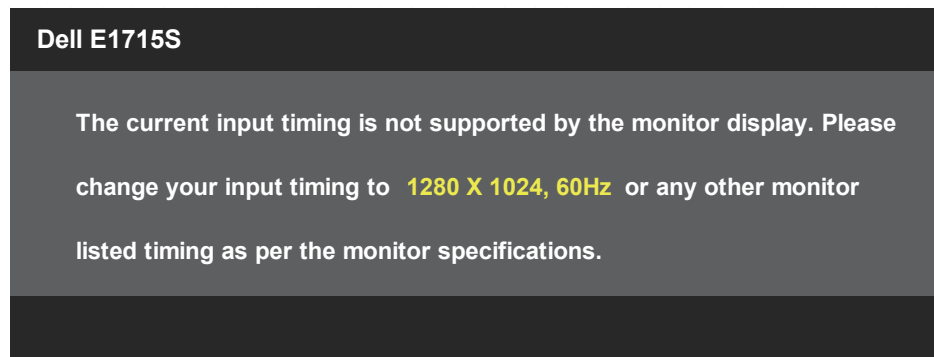 Dell E1715S
The current input timing is not supported by the monitor display. Please
change your input timing to 1280 X 1024, 60Hz or any other monitor
listed timing as per the monitor specifications.